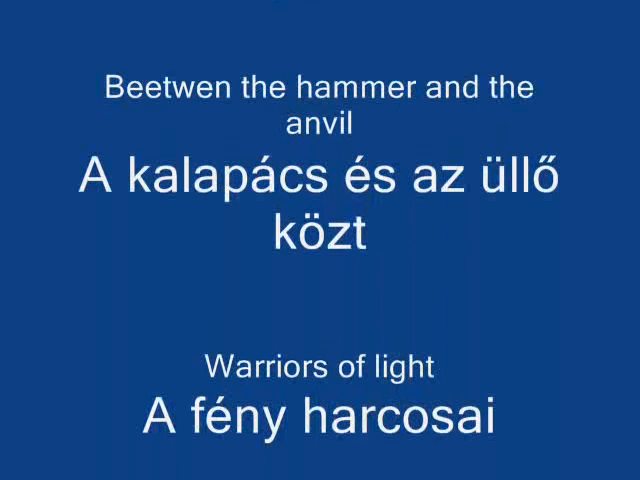 Beetwen the hammer and the
anvil
A kalapács és az üllő
közt
Warriors of light
A fény harcosai